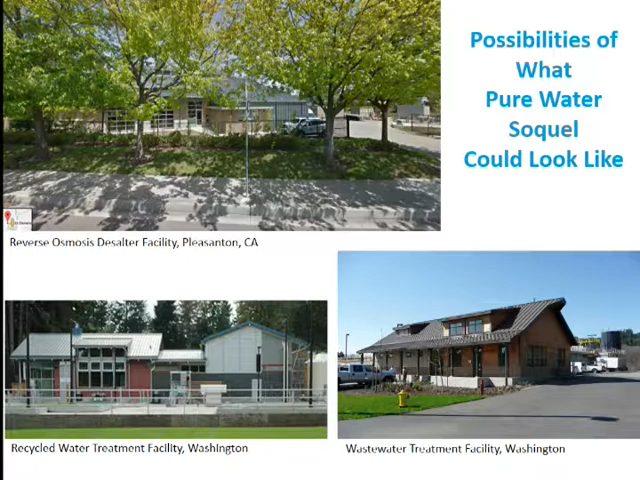 Possibilities of
What
Pure Water
Soquel
Could Look Like
Reverse Osmosis Desalter Facility, Pleasanton, CA
Recycled Water Treatment Facility, Washington
Wastewater Treatment Facility, Washington